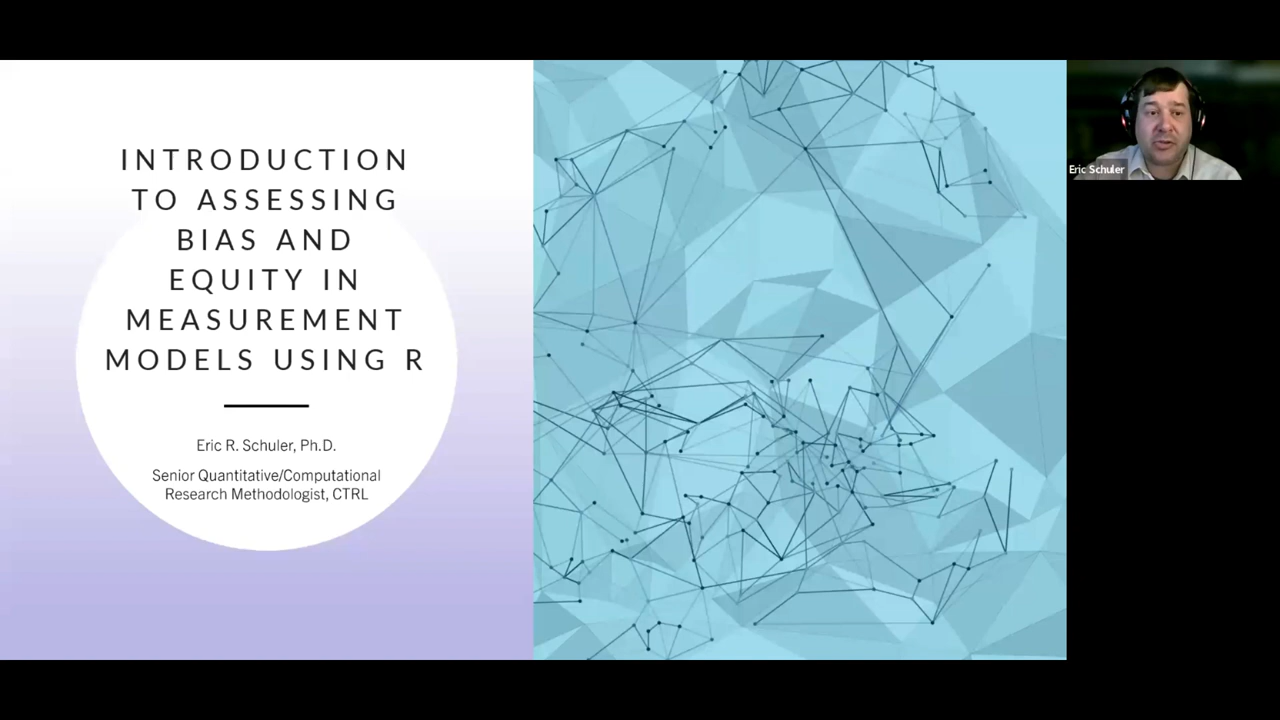 INTRODUCTION
TO ASSESSING
BIAS AND
EQUITY IN
MEASUREMENT
MODELS USING R
Eric R. Schuler, Ph.D.
Senior Quantitative/Computational
Research Methodologist, CTRL
Eric Schuler